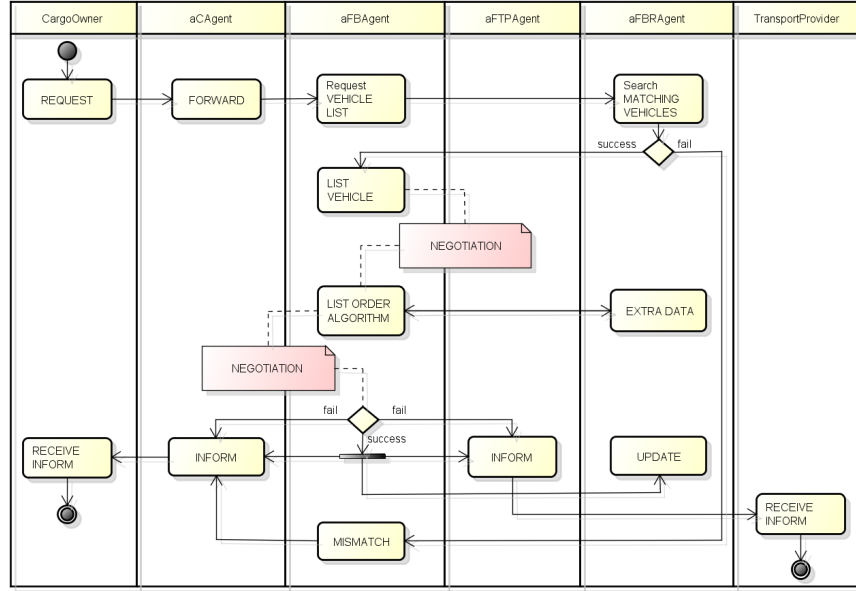 CargoOwner
aCAgent
aFBAgent
aFTPAgent
aFBRAgent
TransportProvider
REQUEST
FORWARD
Request
VEHICLE
LIST
Search
MATCHING
VEHICLES
success
fail
LIST
VEHICLE
NEGOTIATION
LIST ORDER
ALGORITHM
EXTRA DATA
NEGOTIATION
fail
fail
success
RECEIVE
INFORM
INFORM
INFORM
UPDATE
RECEIVE
INFORM
MISMATCH